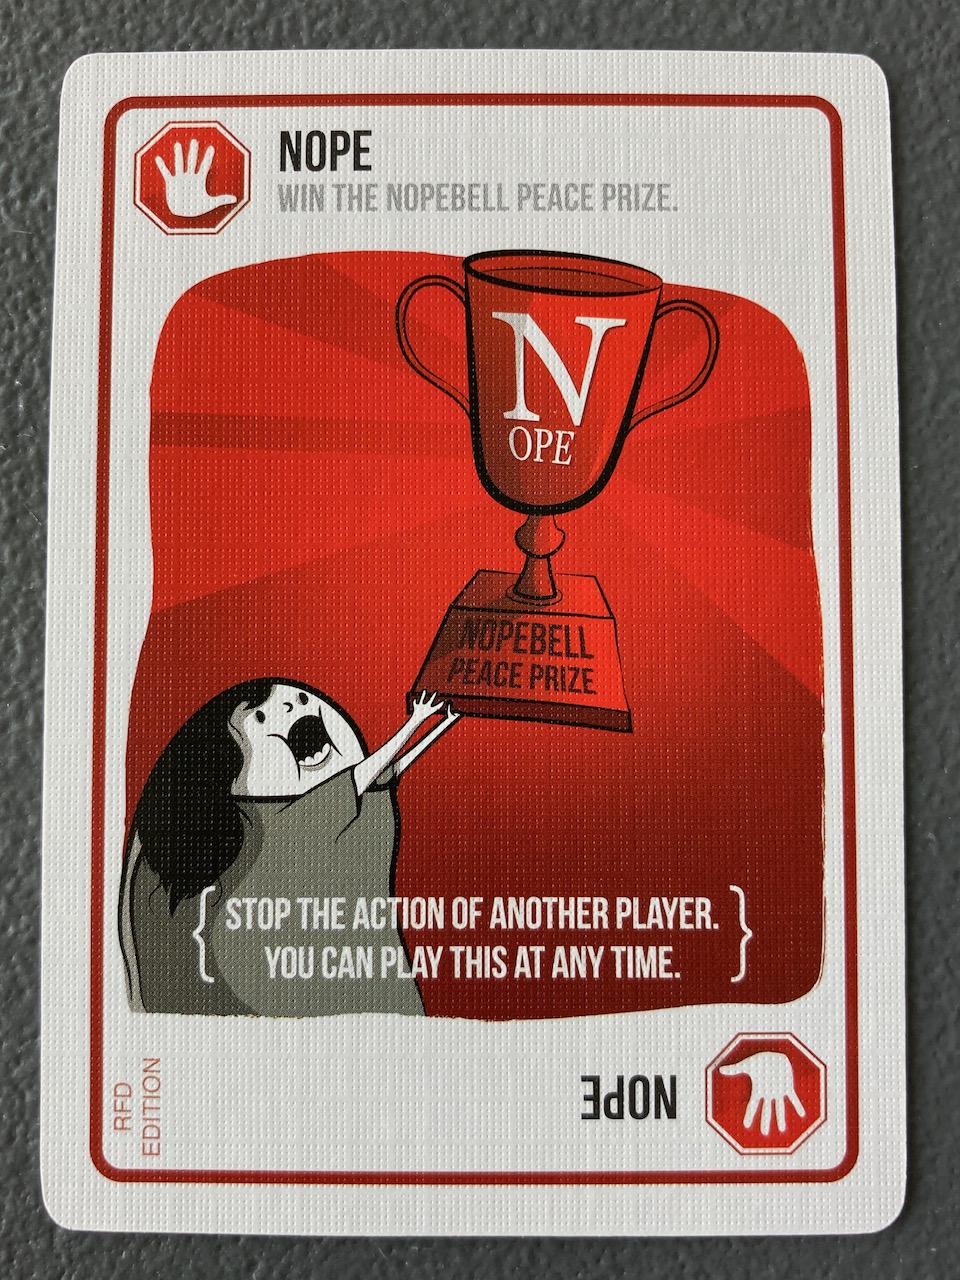 NOPE
WIN THE NOPEBELL PEACE PRIZE.
N
OPE
NOPEBELL
PEACE PRIZE
STOP THE ACTION OF ANOTHER PLAYER.
YOU CAN PLAY THIS AT ANY TIME.
RFD
EDITION
NOPE